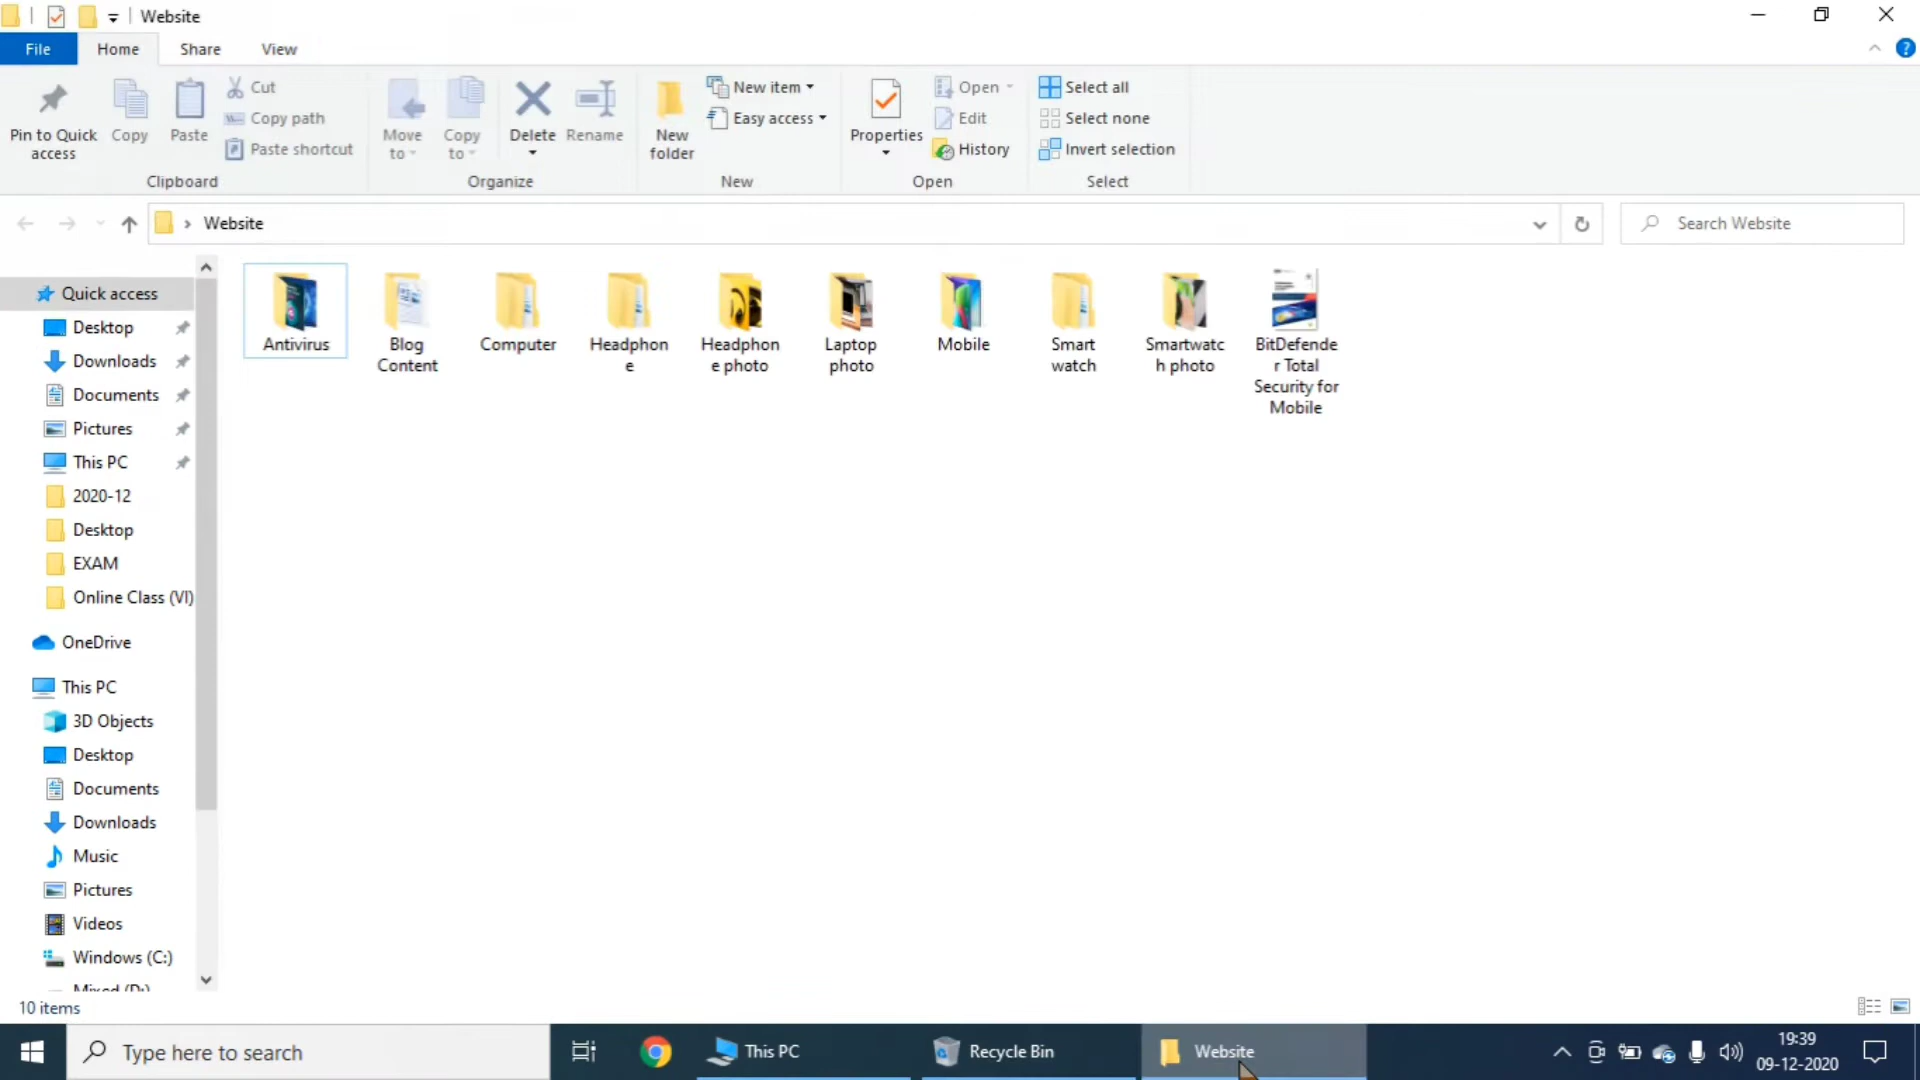 Website
File Home Share View
Pin to Quick access
Copy
Paste
Cut
Copy path
Paste shortcut
Clipboard
Move to
Copy to
Delete
Rename
Organize
New folder
New item
Easy access
New
Properties
Open
Edit
History
Open
Select all
Select none
Invert selection
Select
Website
Search Website
Quick access
Desktop
Downloads
Documents
Pictures
This PC
2020-12
Desktop
EXAM
Online Class (VI)
OneDrive
This PC
3D Objects
Desktop
Documents
Downloads
Music
Pictures
Videos
Windows (C:)
Mixed (D:)
Antivirus
Blog
Content
Computer
Headphon
e
Headphon
e photo
Laptop
photo
Mobile
Smart
watch
Smartwatc
h photo
BitDefende
r Total
Security for
Mobile
10 items
Type here to search
This PC
Recycle Bin
Website
19:39
09-12-2020